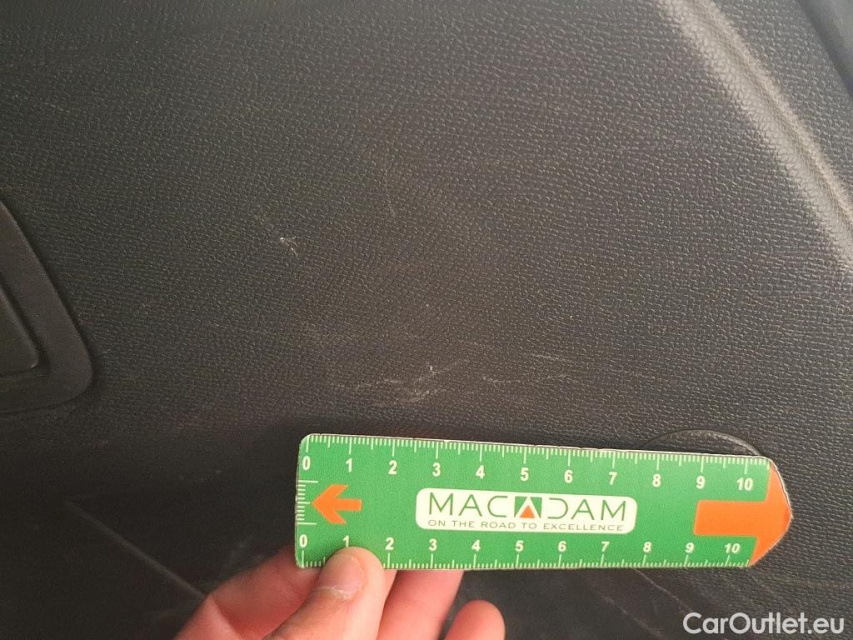 0 1 2 3 4 5 6 7 8 9 10
MACADAM
ON THE ROAD TO EXCELLENCE
0 1 2 3 4 5 6 7 8 9 10
CarOutlet.eu